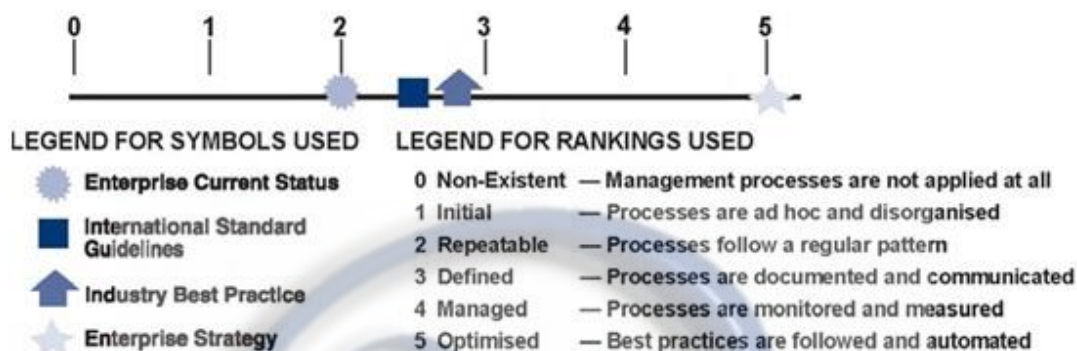 0 1 2 3 4 5
LEGEND FOR SYMBOLS USED
Enterprise Current Status
International Standard
Guidelines
Industry Best Practice
Enterprise Strategy
LEGEND FOR RANKINGS USED
0 Non-Existent — Management processes are not applied at all
1 Initial — Processes are ad hoc and disorganised
2 Repeatable — Processes follow a regular pattern
3 Defined — Processes are documented and communicated
4 Managed — Processes are monitored and measured
5 Optimised — Best practices are followed and automated